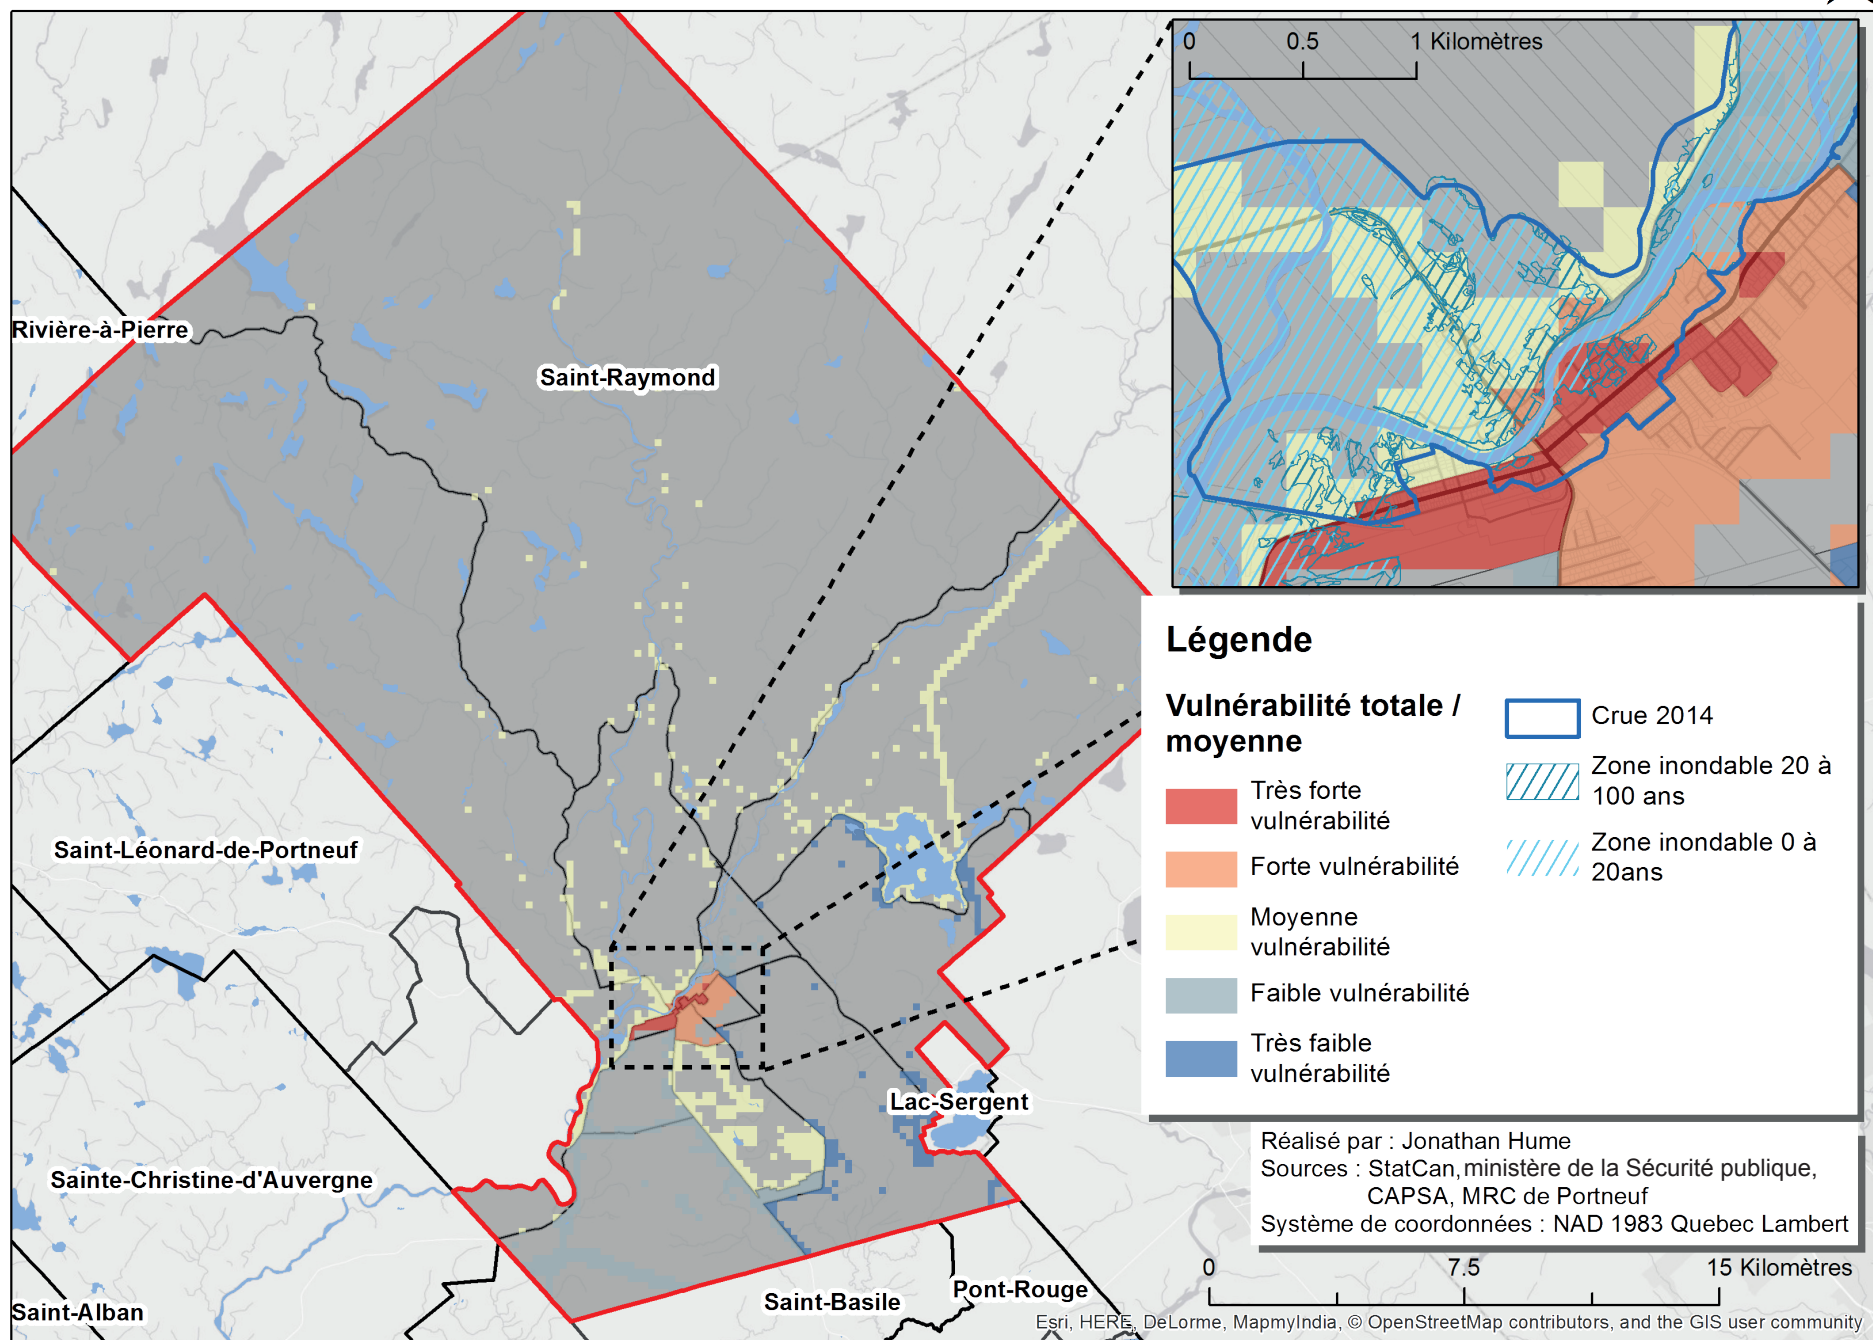 0 0.5 1 Kilomètres
Rivière-à-Pierre
Saint-Raymond
Saint-Léonard-de-Portneuf
Sainte-Christine-d'Auvergne
Lac-Sergent
Saint-Alban
Saint-Basile
Pont-Rouge
Légende
Vulnérabilité totale /
moyenne
Très forte
vulnérabilité
Forte vulnérabilité
Moyenne
vulnérabilité
Faible vulnérabilité
Très faible
vulnérabilité
Crue 2014
Zone inondable 20 à
100 ans
Zone inondable 0 à
20ans
Réalisé par : Jonathan Hume
Sources : StatCan, ministère de la Sécurité publique,
CAPSA, MRC de Portneuf
Système de coordonnées : NAD 1983 Quebec Lambert
0 7.5 15 Kilomètres
Esri, HERE, DeLorme, MapmyIndia, © OpenStreetMap contributors, and the GIS user community